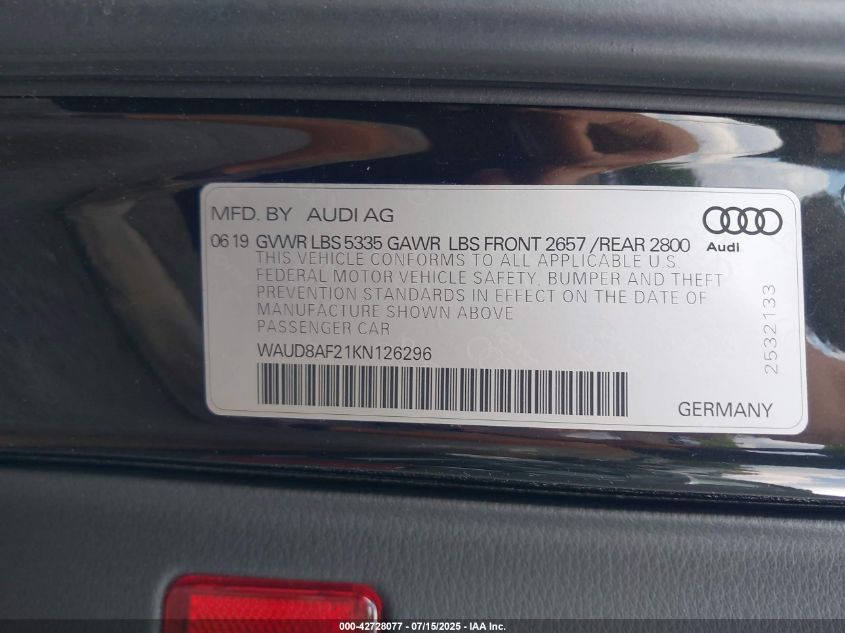 MFD. BY AUDI AG
Audi
06 19 GVWR LBS 5335 GAWR LBS FRONT 2657 /REAR 2800
THIS VEHICLE CONFORMS TO ALL APPLICABLE U.S
FEDERAL MOTOR VEHICLE SAFETY, BUMPER AND THEFT
PREVENTION STANDARDS IN EFFECT ON THE DATE OF
MANUFACTURE SHOWN ABOVE
PASSENGER CAR
2532133
WAUD8AF21KN126296
GERMANY
000-42728077 - 07/15/2025 - IAA Inc.